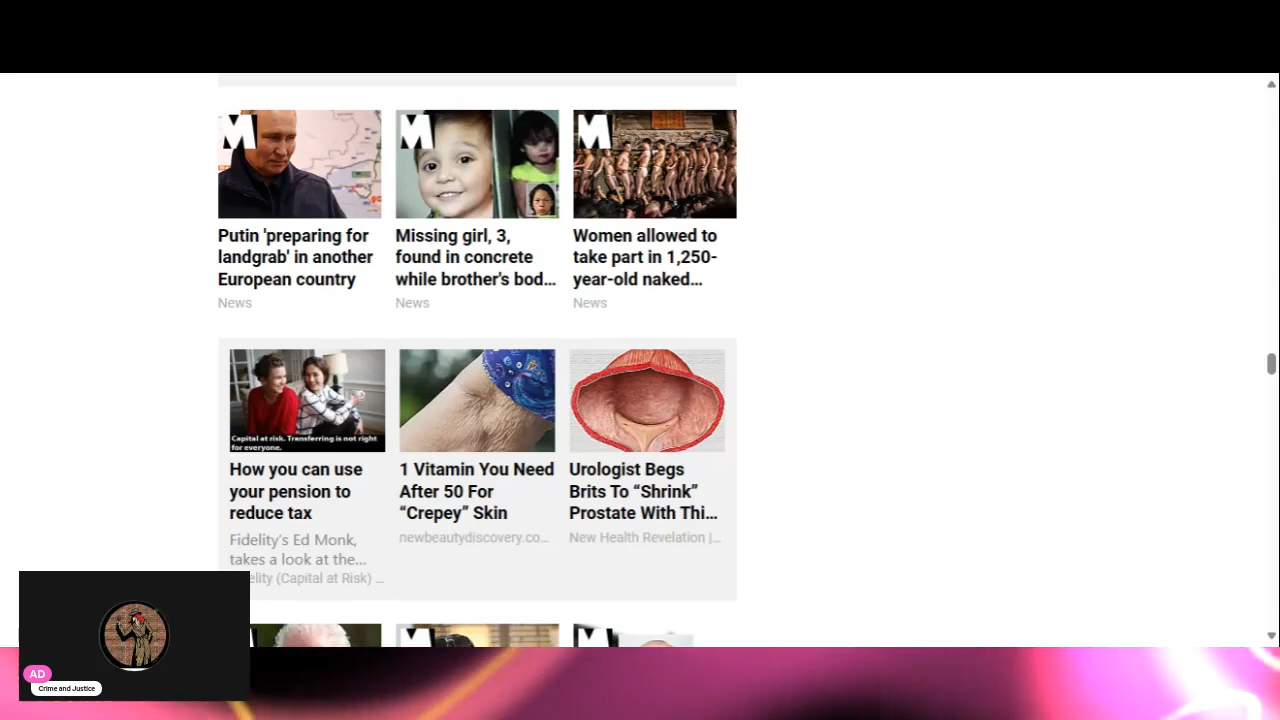 M
M
M
Putin 'preparing for
landgrab' in another
European country
News
Missing girl, 3,
found in concrete
while brother's bod...
News
Women allowed to
take part in 1,250-
year-old naked...
News
Capital at risk. Transferring is not right
for everyone.
How you can use
your pension to
reduce tax
Fidelity's Ed Monk,
takes a look at the...
elity (Capital at Risk) ...
1 Vitamin You Need
After 50 For
“Crepey” Skin
newbeautydiscovery.co...
Urologist Begs
Brits To “Shrink”
Prostate With Thi...
New Health Revelation |...
M
M
M
AD
Crime and Justice